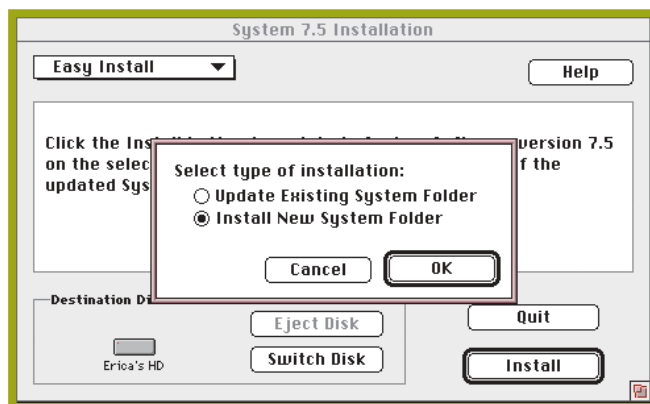 System 7.5 Installation
Easy Install
Help
Click the Ins
version 7.5
on the selec
f the
updated Sys
Select type of installation:
Update Existing System Folder
Install New System Folder
Cancel
OK
Destination Di
Eject Disk
Quit
Erica's HD
Switch Disk
Install